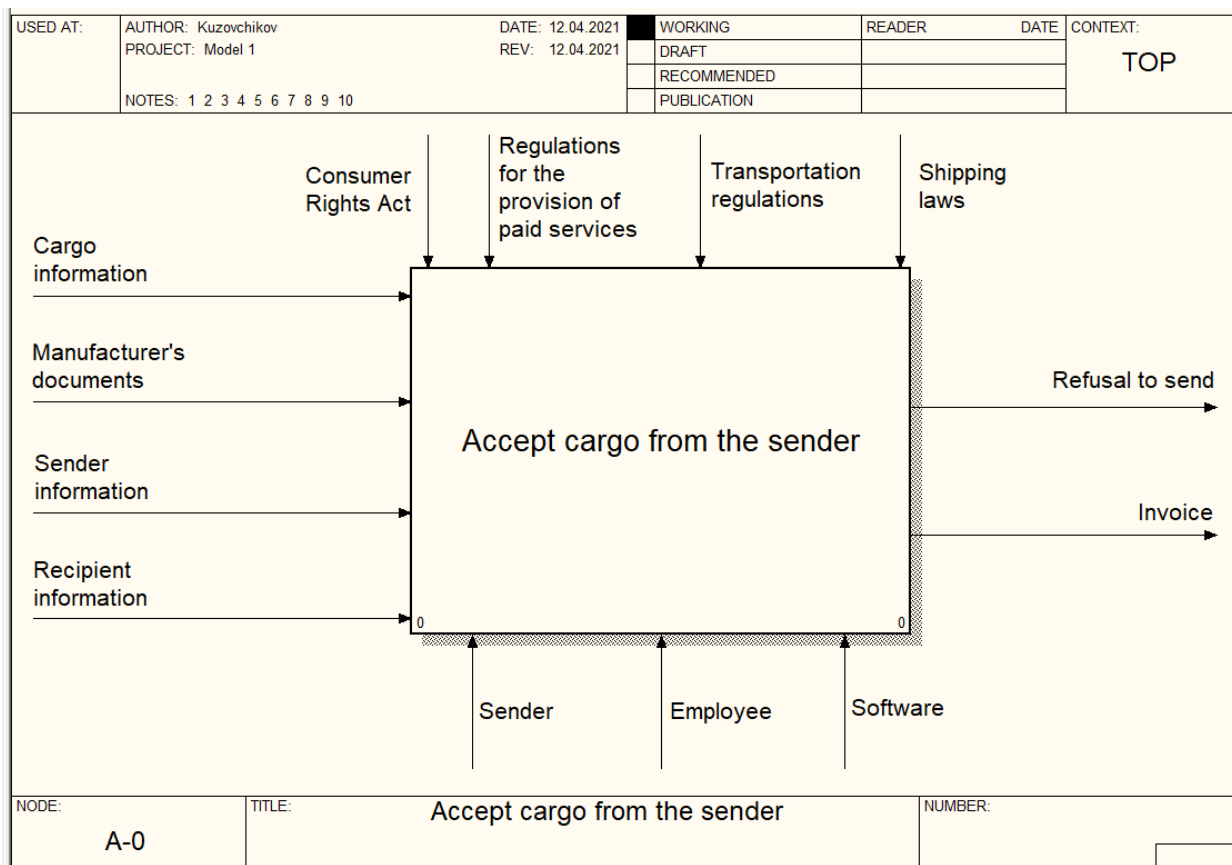 USED AT:
AUTHOR: Kuzovchikov
DATE: 12.04.2021
WORKING
READER
DATE
CONTEXT:
PROJECT: Model 1
REV: 12.04.2021
DRAFT
TOP
RECOMMENDED
NOTES: 1 2 3 4 5 6 7 8 9 10
PUBLICATION
Consumer
Rights Act
Regulations
for the
provision of
paid services
Transportation
regulations
Shipping
laws
Cargo
information
Manufacturer's
documents
Sender
information
Recipient
information
Accept cargo from the sender
0
0
Refusal to send
Invoice
Sender
Employee
Software
NODE:
A-0
TITLE:
Accept cargo from the sender
NUMBER: